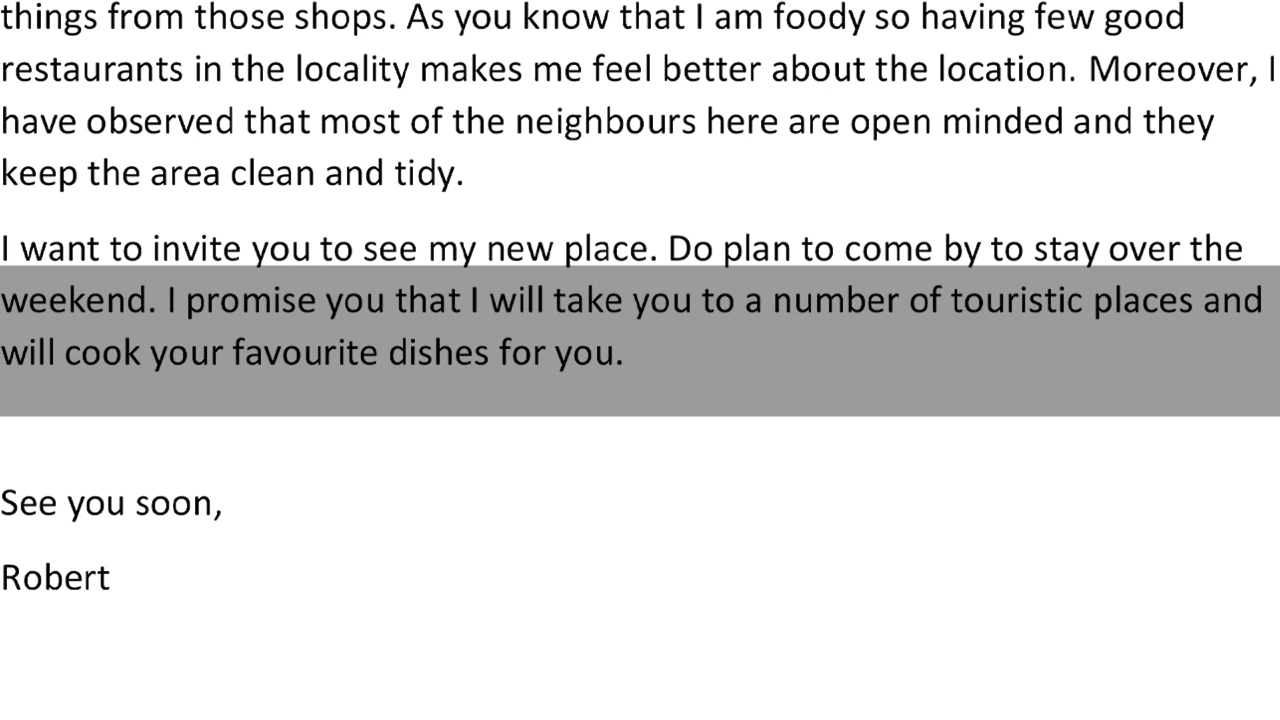 things from those shops. As you know that I am foody so having few good
restaurants in the locality makes me feel better about the location. Moreover, I
have observed that most of the neighbours here are open minded and they
keep the area clean and tidy.
I want to invite you to see my new place. Do plan to come by to stay over the
weekend. I promise you that I will take you to a number of touristic places and
will cook your favourite dishes for you.
See you soon,
Robert